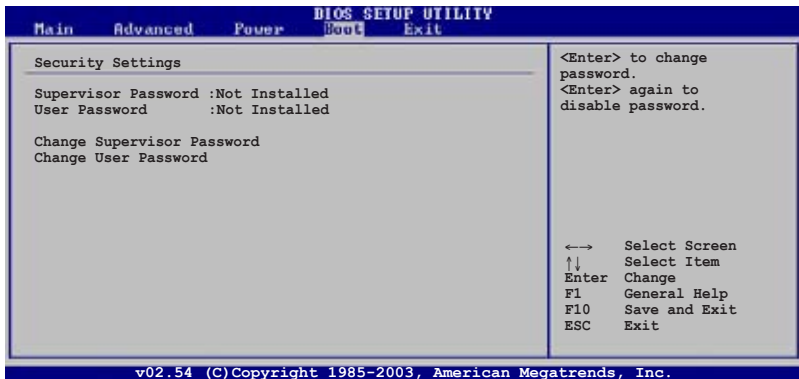 BIOS SETUP UTILITY
Main Advanced Power Boot Exit
Security Settings
Supervisor Password :Not Installed
User Password :Not Installed
Change Supervisor Password
Change User Password
<Enter> to change
password.
<Enter> again to
disable password.
←→ Select Screen
↑↓ Select Item
Enter Change
F1 General Help
F10 Save and Exit
ESC Exit
v02.54 (C)Copyright 1985-2003, American Megatrends, Inc.